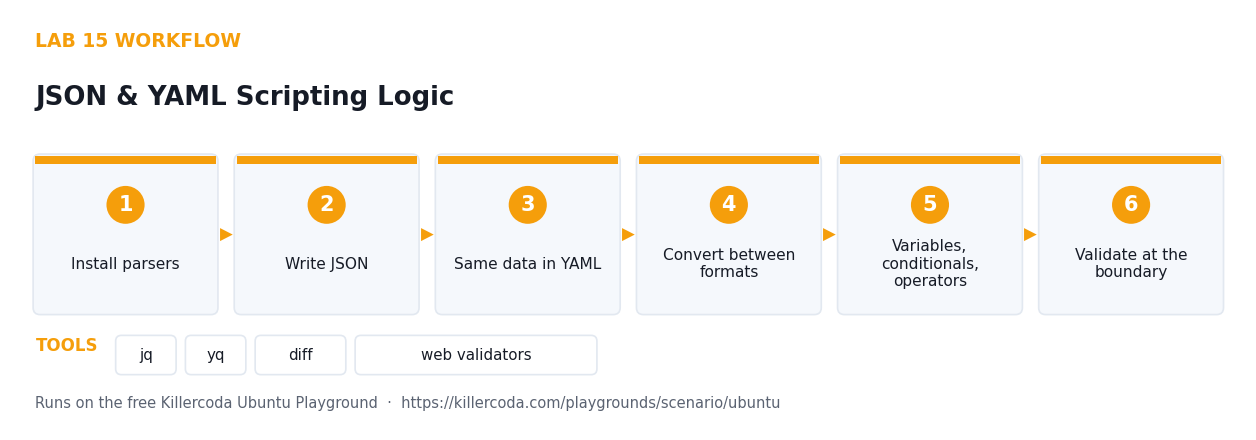 LAB 15 WORKFLOW
JSON & YAML Scripting Logic
1
Install parsers
2
Write JSON
3
Same data in YAML
4
Convert between
formats
5
Variables,
conditionals,
operators
6
Validate at the
boundary
TOOLS
jq
yq
diff
web validators
Runs on the free Killercoda Ubuntu Playground · https://killercoda.com/playgrounds/scenario/ubuntu